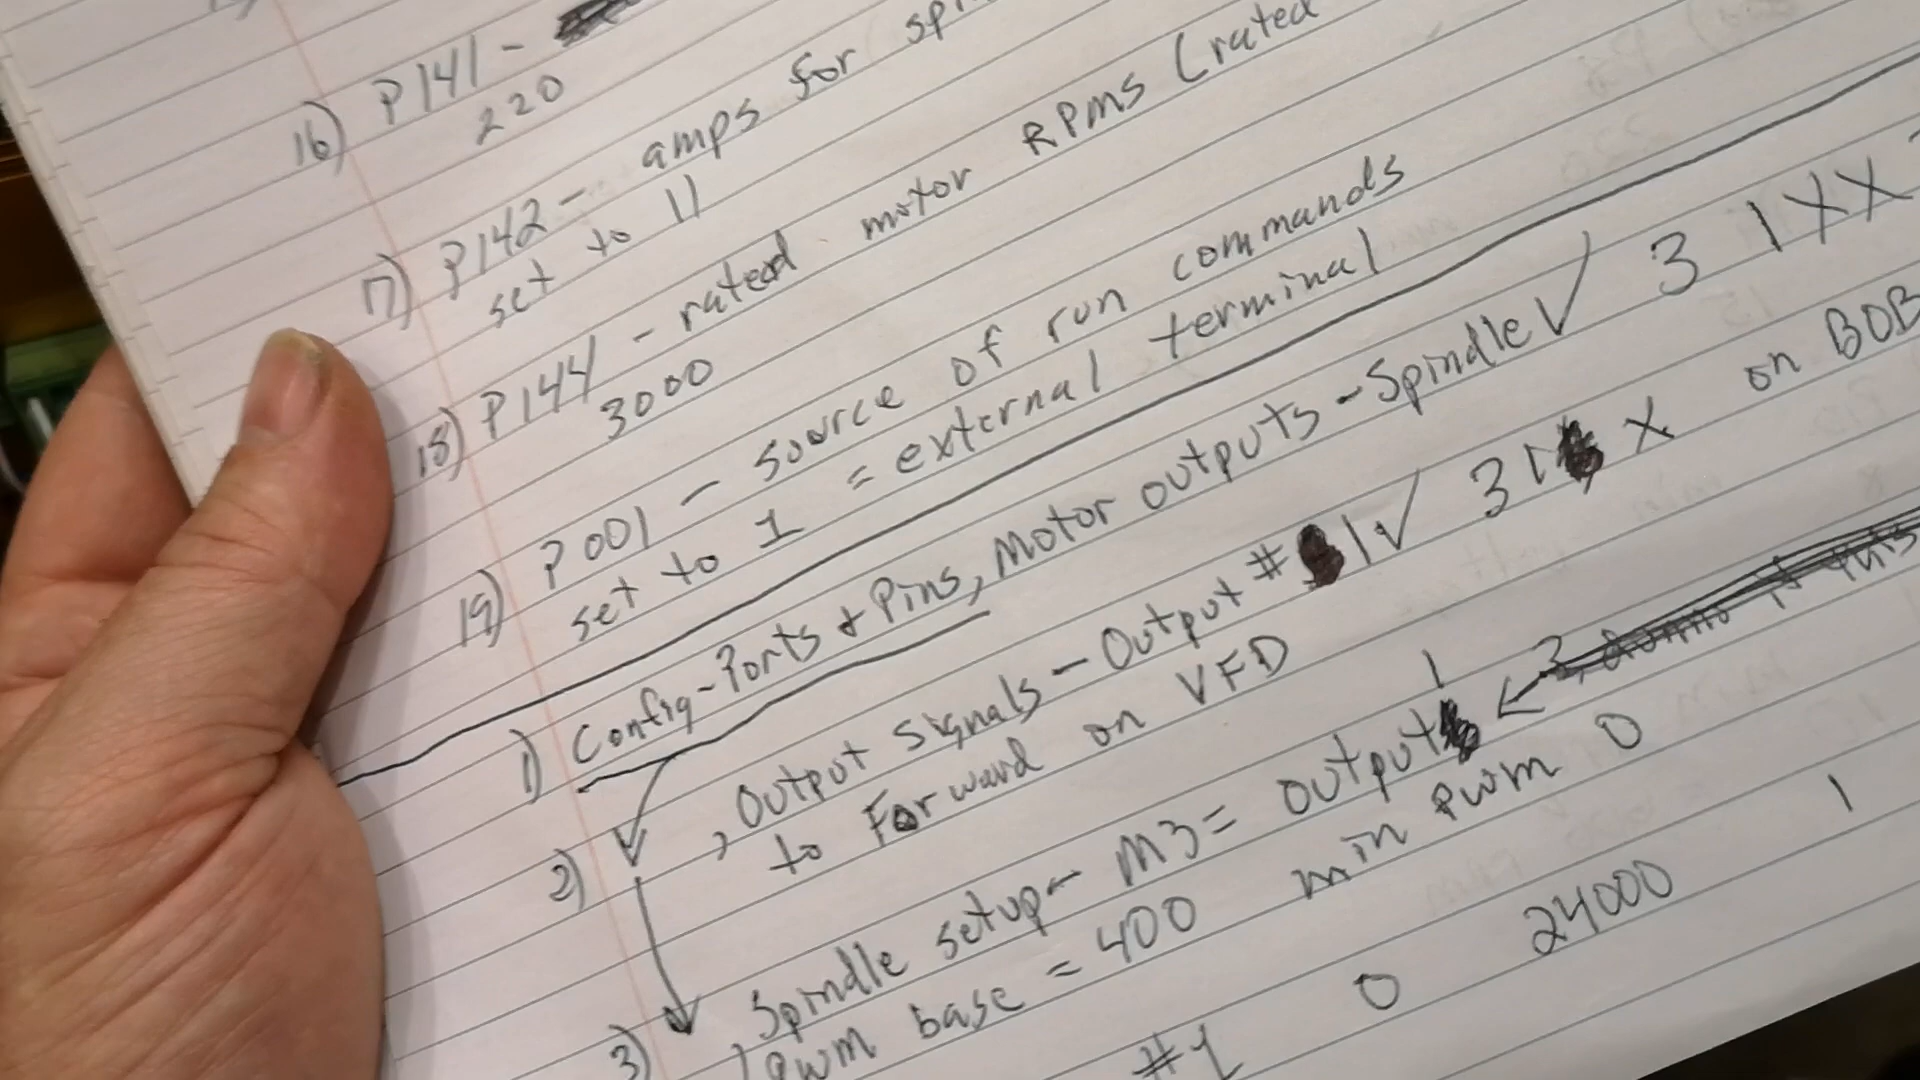 16) P141 -
220
17) P142 - amps for
set to 11
18) P144 - rated motor RPMs (rated
3000
19) P001 - source of run commands
set to 1 = external terminal
1) Config - Ports + Pins, Motor outputs - Spindle ✓ 3 1 X X
2) , Output signals - Output # 1 ✓ 3 1 X on BOB
to Forward on VFD
3) Spindle setup - M3 = output 1 ←
PWM base = 400 min PWM 0
#1 0 24000 1